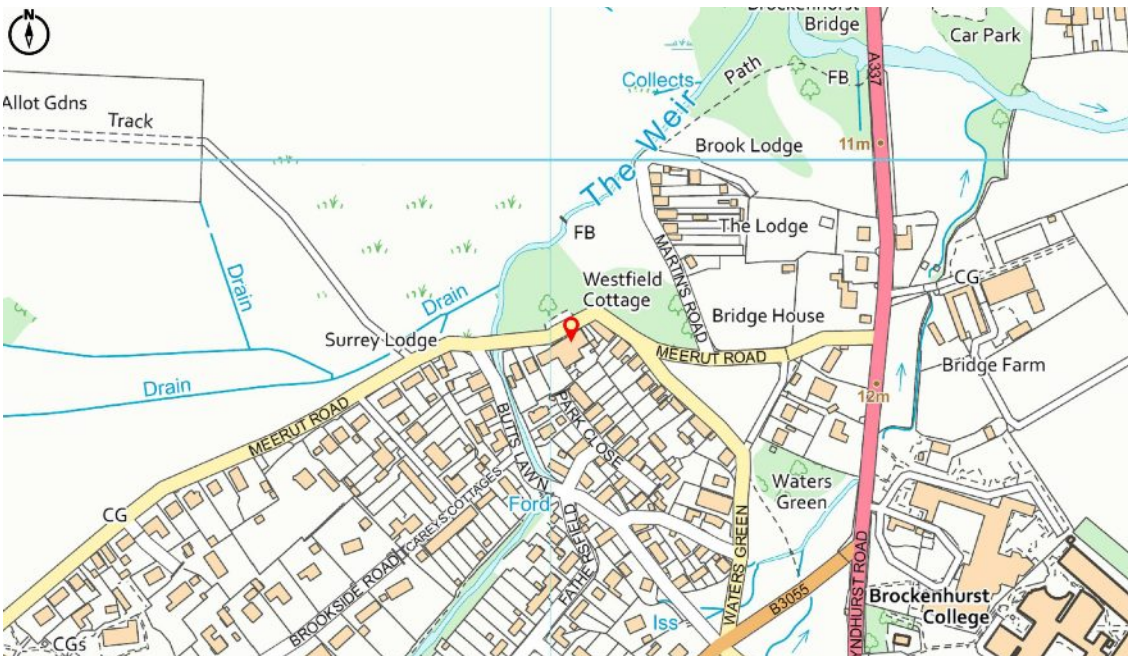 N
Brockenhurst
Bridge
Car Park
A337
Collects
Path
FB
Allot Gdns
Track
The Weir
Brook Lodge
11m
FB
The Lodge
MARTIN'S ROAD
CG
Drain
Westfield
Cottage
Drain
Bridge House
Surrey Lodge
MEERUT ROAD
Bridge Farm
Drain
12m
MEERUT ROAD
BUTTS LAWN
PARK CLOSE
Waters
Green
CG
Ford
CAREYS COTTAGES
FATHERSFIELD
WATERS GREEN
BROOKSIDE ROAD
B3055
YNDHURST ROAD
Brockenhurst
College
Iss
CGs